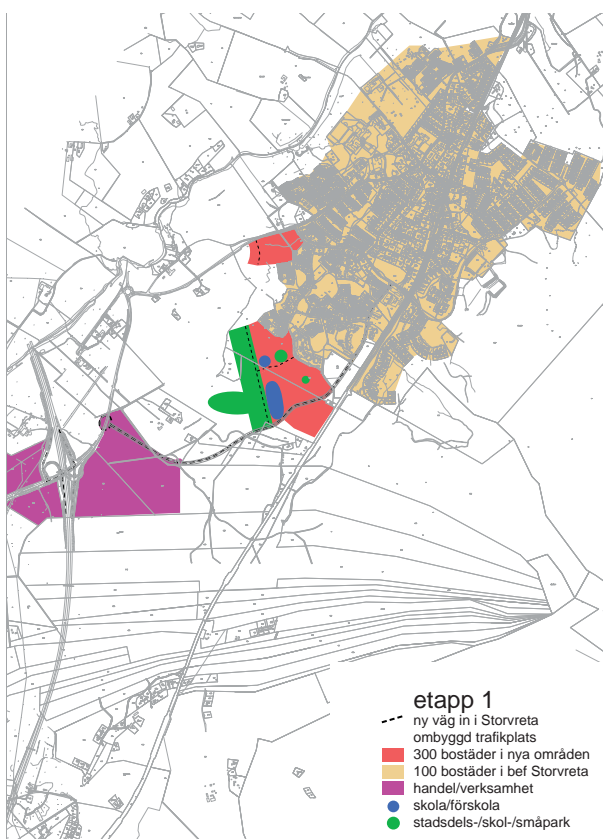 etapp 1
ny väg in i Storvreta
ombyggd trafikplats
300 bostäder i nya områden
100 bostäder i bef Storvreta
handel/verksamhet
skola/förskola
stadsdels-/skol-/småpark